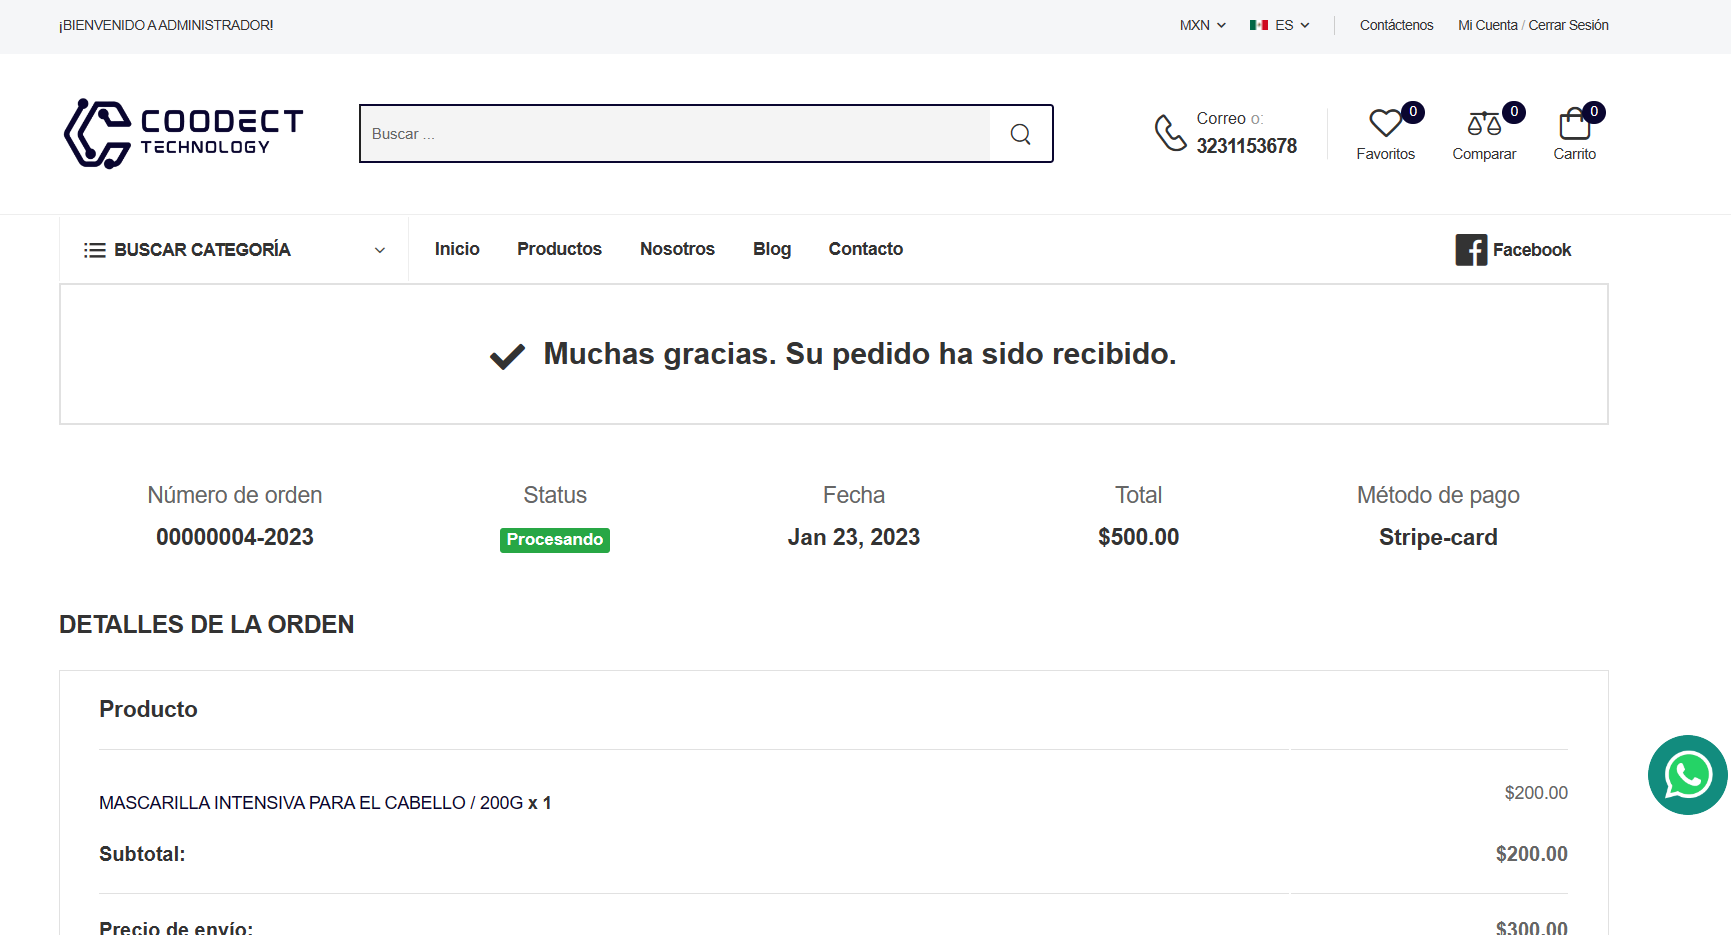 ¡BIENVENIDO A ADMINISTRADOR!
MXN ES Contáctenos Mi Cuenta / Cerrar Sesión
COODECT
TECHNOLOGY
Buscar ...
Correo o:
3231153678
0 0 0
Favoritos Comparar Carrito
BUSCAR CATEGORÍA Inicio Productos Nosotros Blog Contacto Facebook
Muchas gracias. Su pedido ha sido recibido.
Número de orden Status Fecha Total Método de pago
00000004-2023 Procesando Jan 23, 2023 $500.00 Stripe-card
DETALLES DE LA ORDEN
Producto
MASCARILLA INTENSIVA PARA EL CABELLO / 200G x 1 $200.00
Subtotal: $200.00
Precio de envío: $300.00